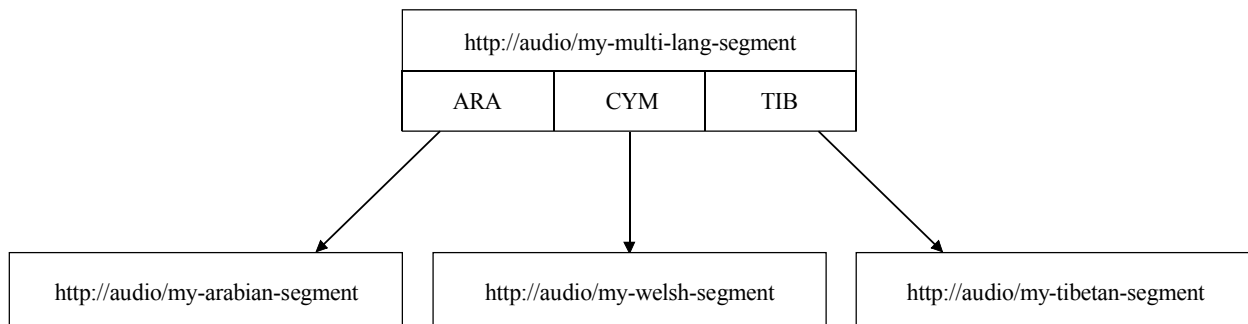 http://audio/my-multi-lang-segment
ARA CYM TIB
http://audio/my-arabian-segment http://audio/my-welsh-segment http://audio/my-tibetan-segment